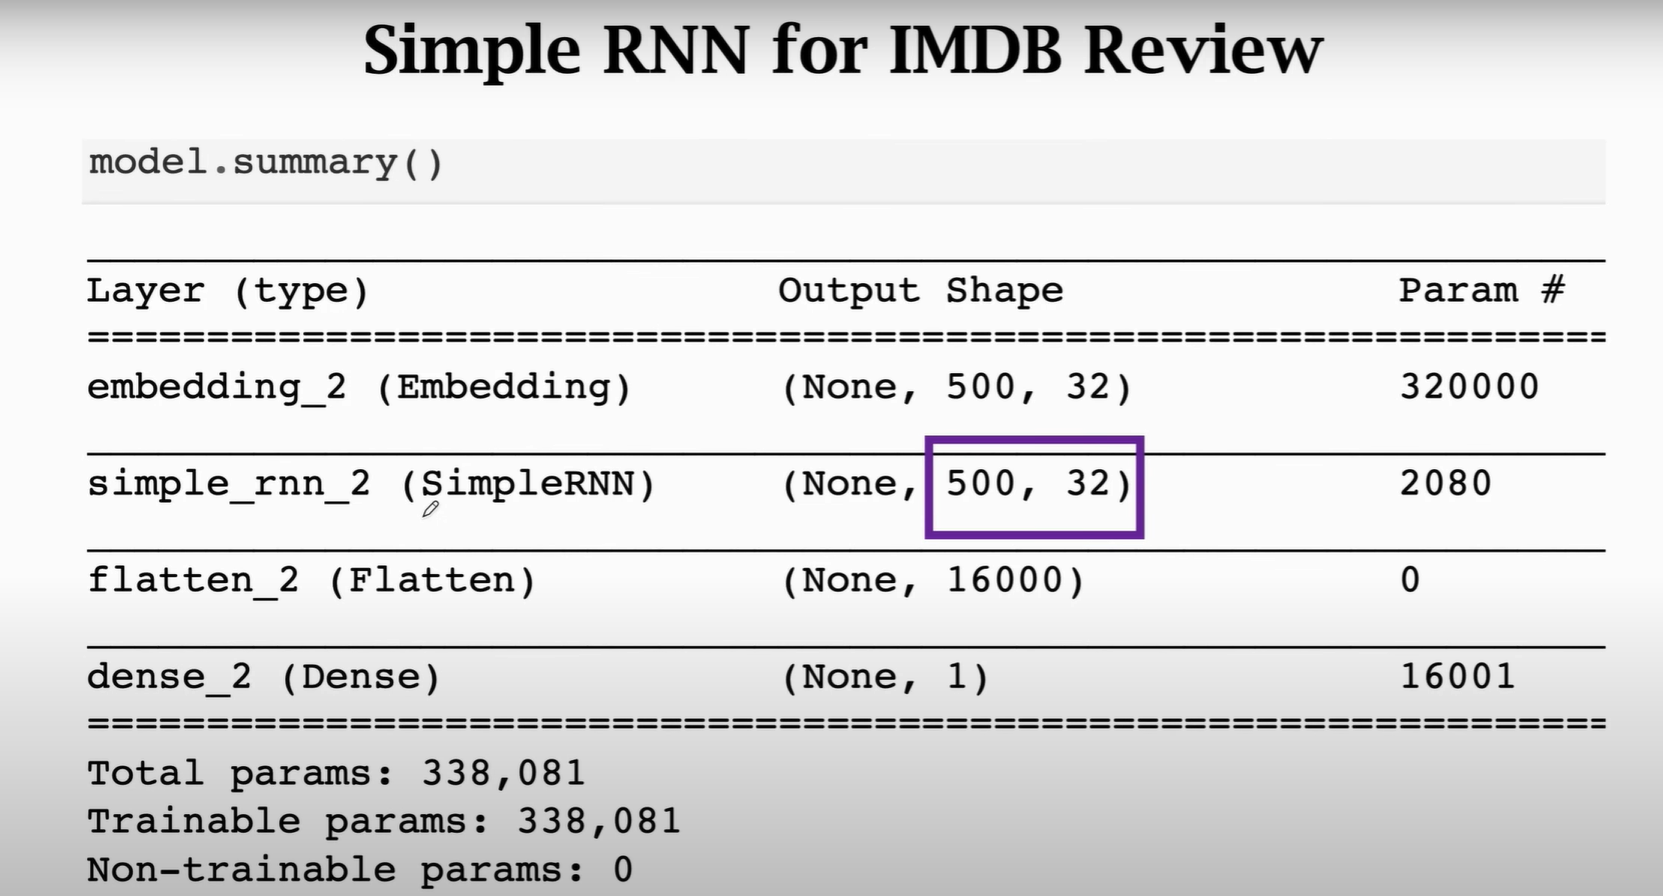 Simple RNN for IMDB Review
model.summary()
Layer (type) Output Shape Param #
=================================================================
embedding_2 (Embedding) (None, 500, 32) 320000
simple_rnn_2 (SimpleRNN) (None, 500, 32) 2080
flatten_2 (Flatten) (None, 16000) 0
dense_2 (Dense) (None, 1) 16001
=================================================================
Total params: 338,081
Trainable params: 338,081
Non-trainable params: 0